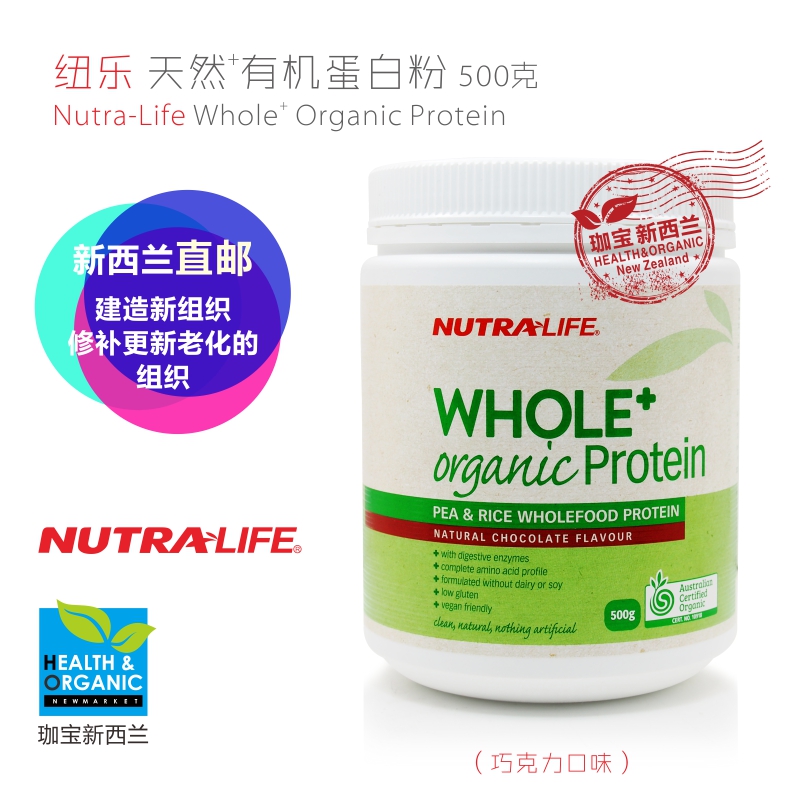 纽乐 天然+有机蛋白粉 500克
Nutra-Life Whole+ Organic Protein
新西兰直邮
建造新组织
修补更新老化的
组织
NUTRALIFE®
HEALTH &
ORGANIC
NEWMARKET
珈宝新西兰
珈宝 新西兰
HEALTH&ORGANIC
New Zealand
NUTRALIFE®
WHOLE+
organic Protein
PEA & RICE WHOLEFOOD PROTEIN
NATURAL CHOCOLATE FLAVOUR
+ with digestive enzymes
+ complete amino acid profile
+ formulated without dairy or soy
+ low gluten
+ vegan friendly
clean, natural, nothing artificial
500g
Australian
Certified
Organic
(巧克力口味)